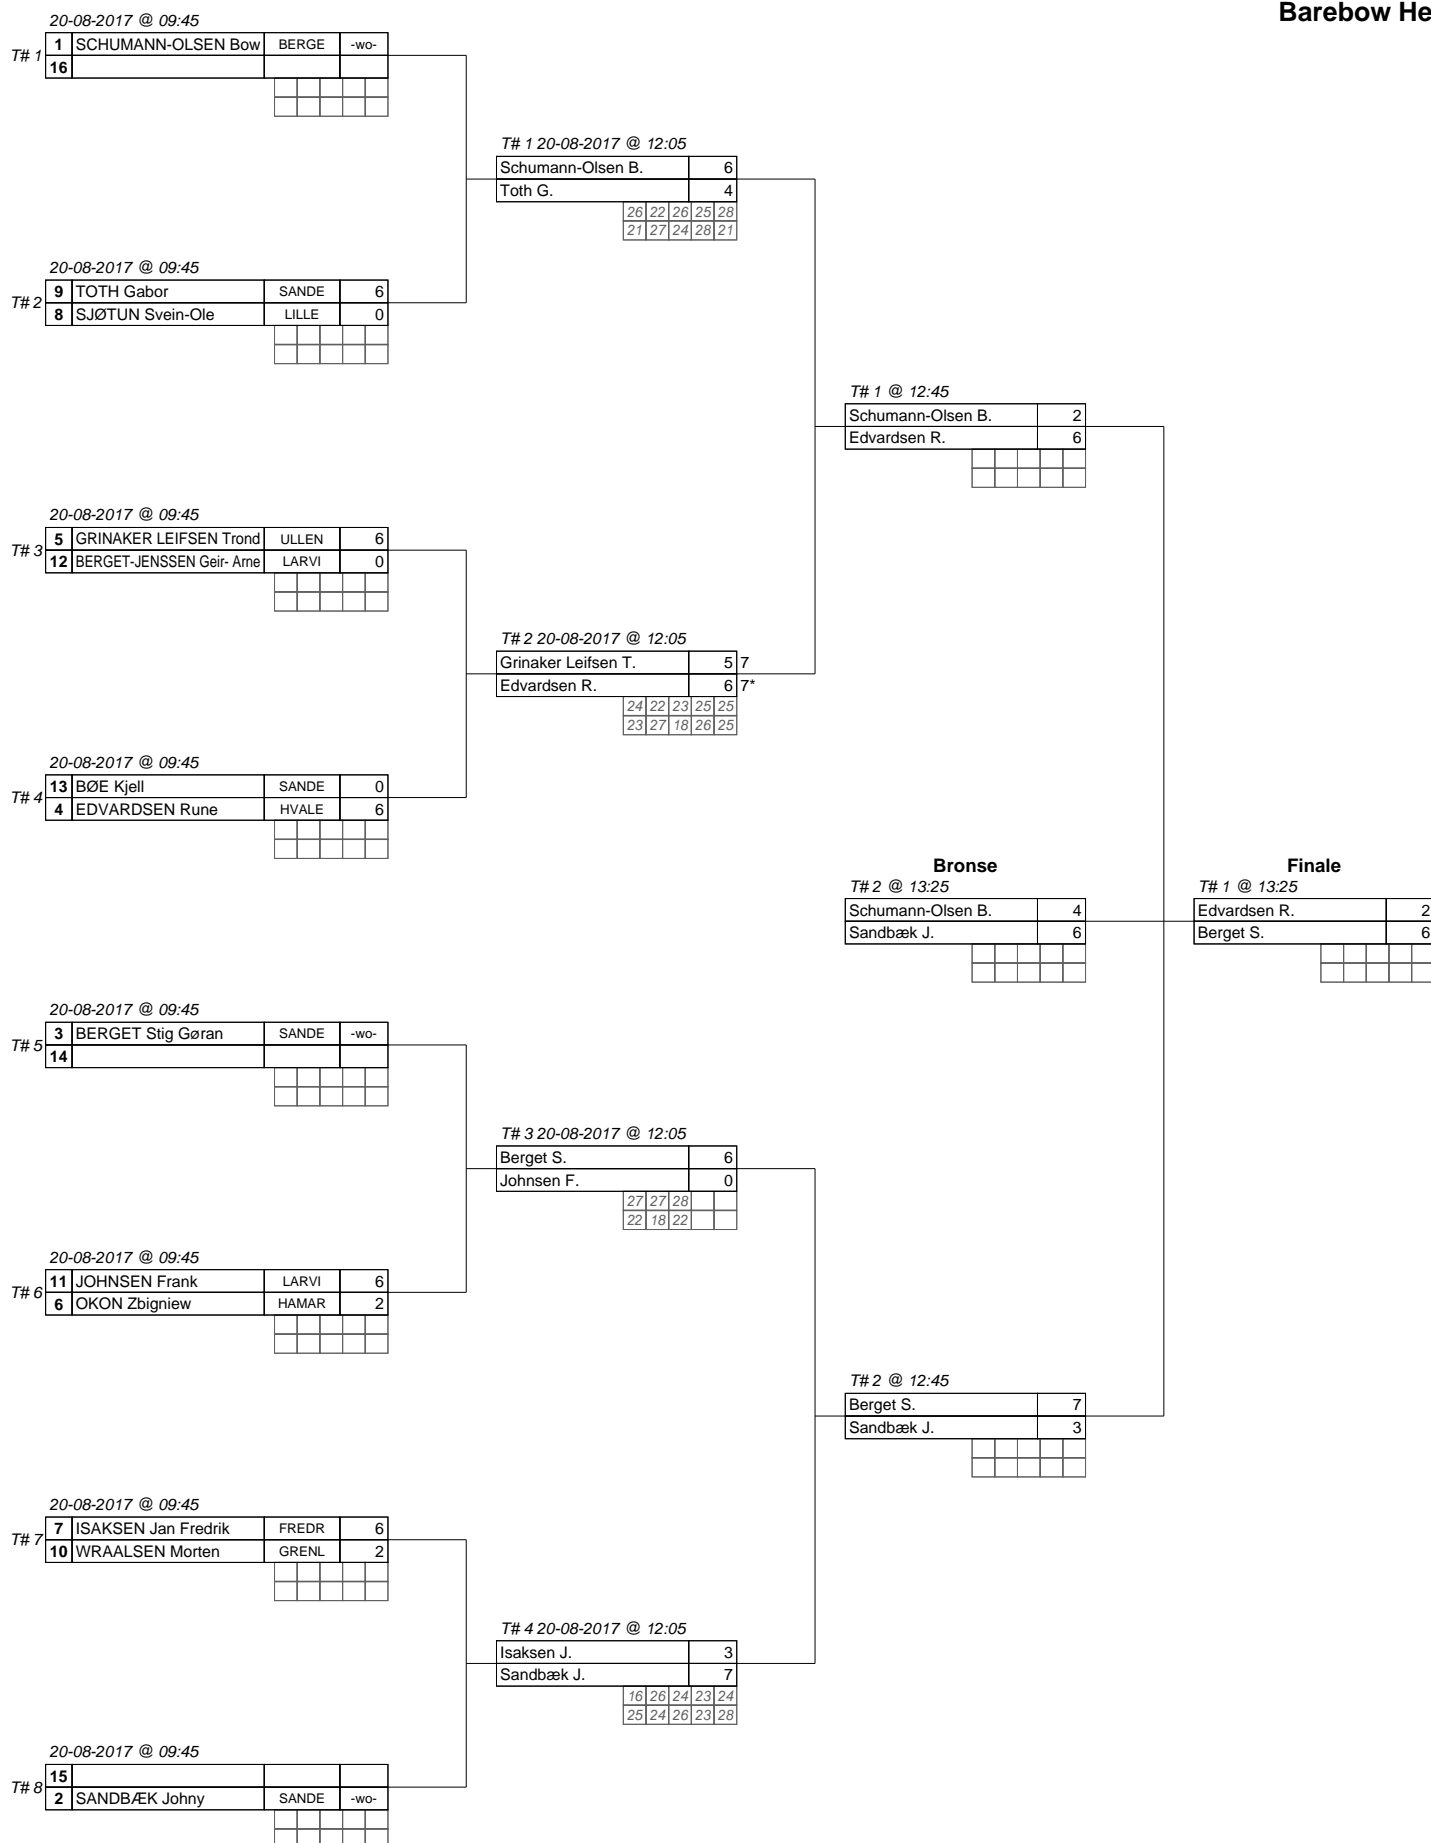 Barebow He
20-08-2017 @ 09:45
T# 1
1 SCHUMANN-OLSEN Bow BERGE -wo-
16
T# 1 20-08-2017 @ 12:05
Schumann-Olsen B. 6
Toth G. 4
26 22 26 25 28
21 27 24 28 21
20-08-2017 @ 09:45
T# 2
9 TOTH Gabor SANDE 6
8 SJØTUN Svein-Ole LILLE 0
T# 1 @ 12:45
Schumann-Olsen B. 2
Edvardsen R. 6
20-08-2017 @ 09:45
T# 3
5 GRINAKER LEIFSEN Trond ULLEN 6
12 BERGET-JENSSEN Geir- Arne LARVI 0
T# 2 20-08-2017 @ 12:05
Grinaker Leifsen T. 5 7
Edvardsen R. 6 7*
24 22 23 25 25
23 27 18 26 25
20-08-2017 @ 09:45
T# 4
13 BØE Kjell SANDE 0
4 EDVARDSEN Rune HVALE 6
Bronse
T# 2 @ 13:25
Schumann-Olsen B. 4
Sandbæk J. 6
Finale
T# 1 @ 13:25
Edvardsen R. 2
Berget S. 6
20-08-2017 @ 09:45
T# 5
3 BERGET Stig Gøran SANDE -wo-
14
T# 3 20-08-2017 @ 12:05
Berget S. 6
Johnsen F. 0
27 27 28
22 18 22
20-08-2017 @ 09:45
T# 6
11 JOHNSEN Frank LARVI 6
6 OKON Zbigniew HAMAR 2
T# 2 @ 12:45
Berget S. 7
Sandbæk J. 3
20-08-2017 @ 09:45
T# 7
7 ISAKSEN Jan Fredrik FREDR 6
10 WRAALSEN Morten GRENL 2
T# 4 20-08-2017 @ 12:05
Isaksen J. 3
Sandbæk J. 7
16 26 24 23 24
25 24 26 23 28
20-08-2017 @ 09:45
T# 8
15
2 SANDBÆK Johny SANDE -wo-